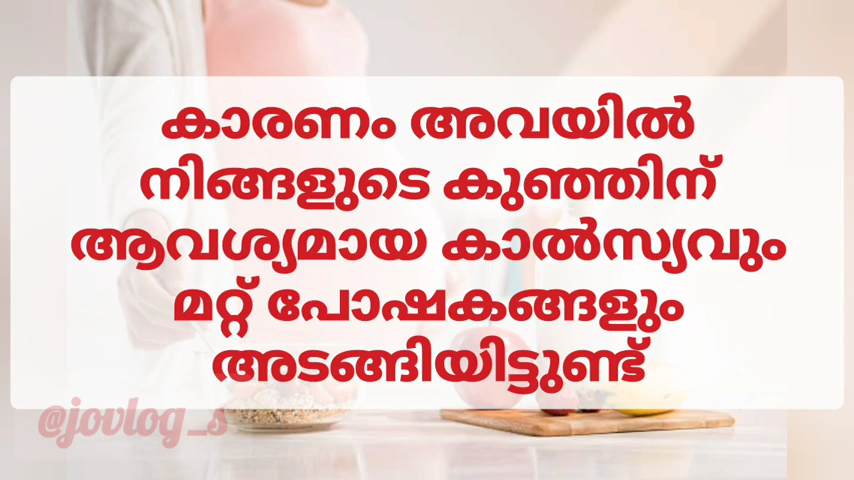 കാരണം അവയിൽ
നിങ്ങളുടെ കുഞ്ഞിന്
ആവശ്യമായ കാൽസ്യവും
മറ്റ് പോഷകങ്ങളും
അടങ്ങിയിട്ടുണ്ട്
@jovlog_s